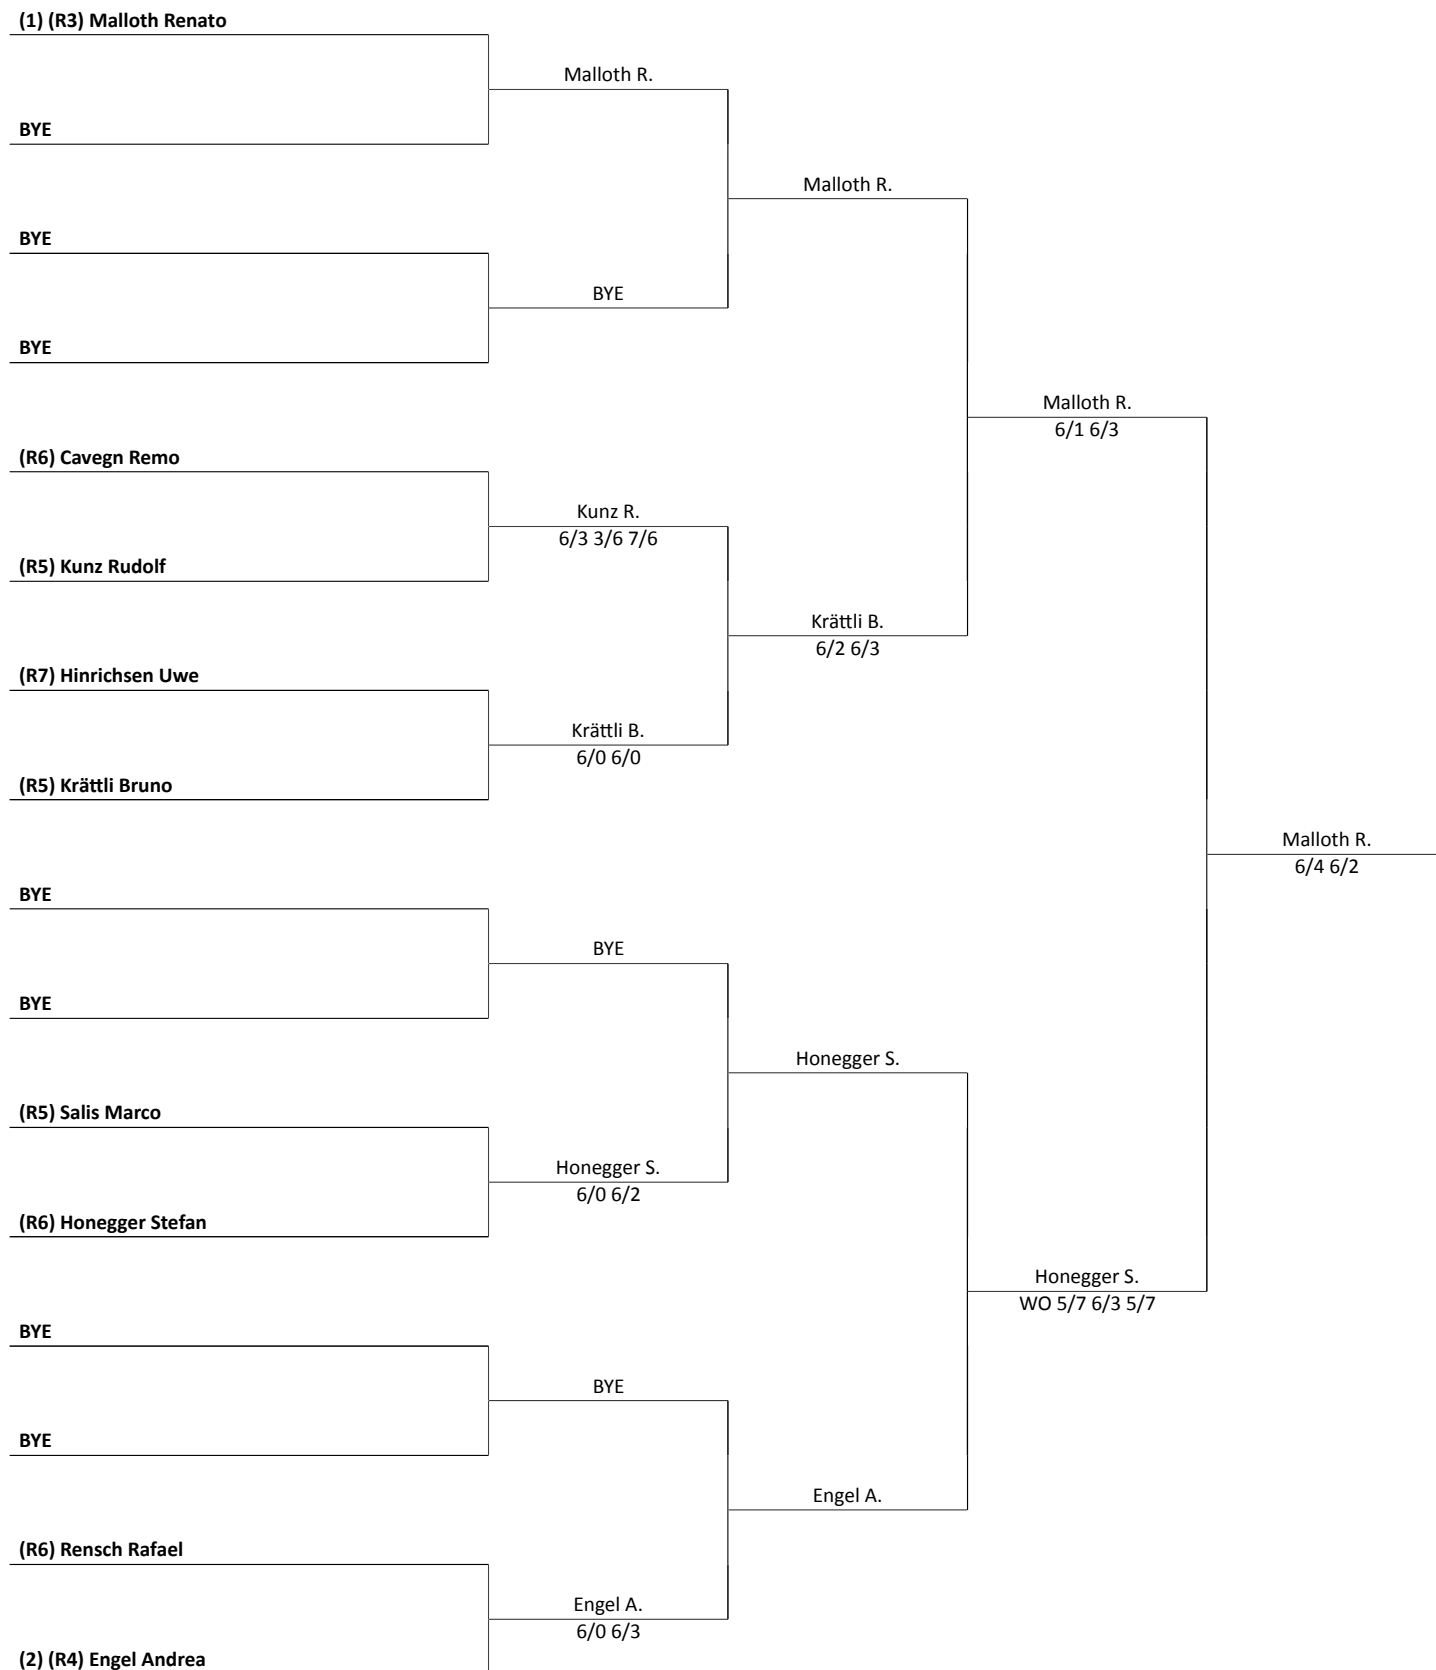 (1) (R3) Malloth Renato
Malloth R.
BYE
Malloth R.
BYE
BYE
BYE
Malloth R.
6/1 6/3
(R6) Cavegn Remo
Kunz R.
6/3 3/6 7/6
(R5) Kunz Rudolf
Krättli B.
6/2 6/3
(R7) Hinrichsen Uwe
Krättli B.
6/0 6/0
(R5) Krättli Bruno
Malloth R.
6/4 6/2
BYE
BYE
BYE
Honegger S.
(R5) Salis Marco
Honegger S.
6/0 6/2
(R6) Honegger Stefan
Honegger S.
WO 5/7 6/3 5/7
BYE
BYE
BYE
Engel A.
(R6) Rensch Rafael
Engel A.
6/0 6/3
(2) (R4) Engel Andrea